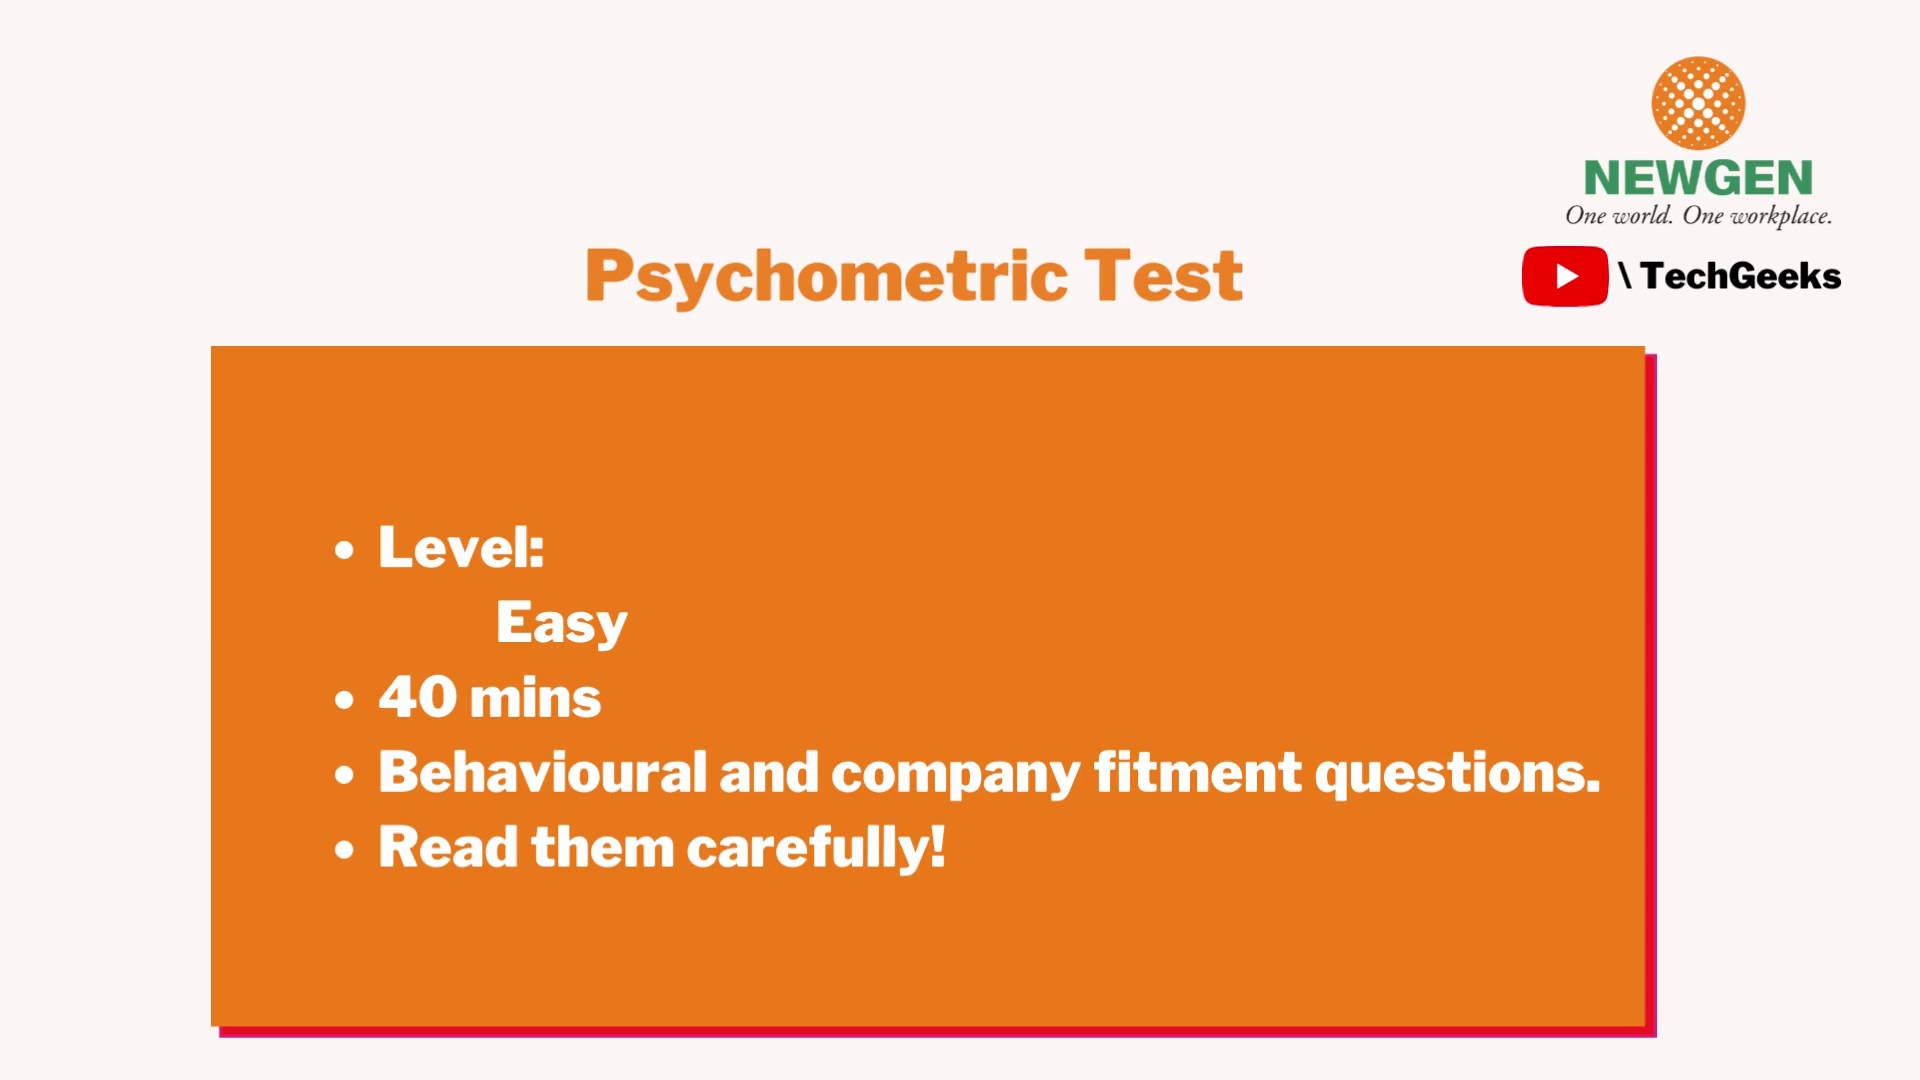 NEWGEN
One world. One workplace.
\ TechGeeks
Psychometric Test
• Level:
Easy
• 40 mins
• Behavioural and company fitment questions.
• Read them carefully!